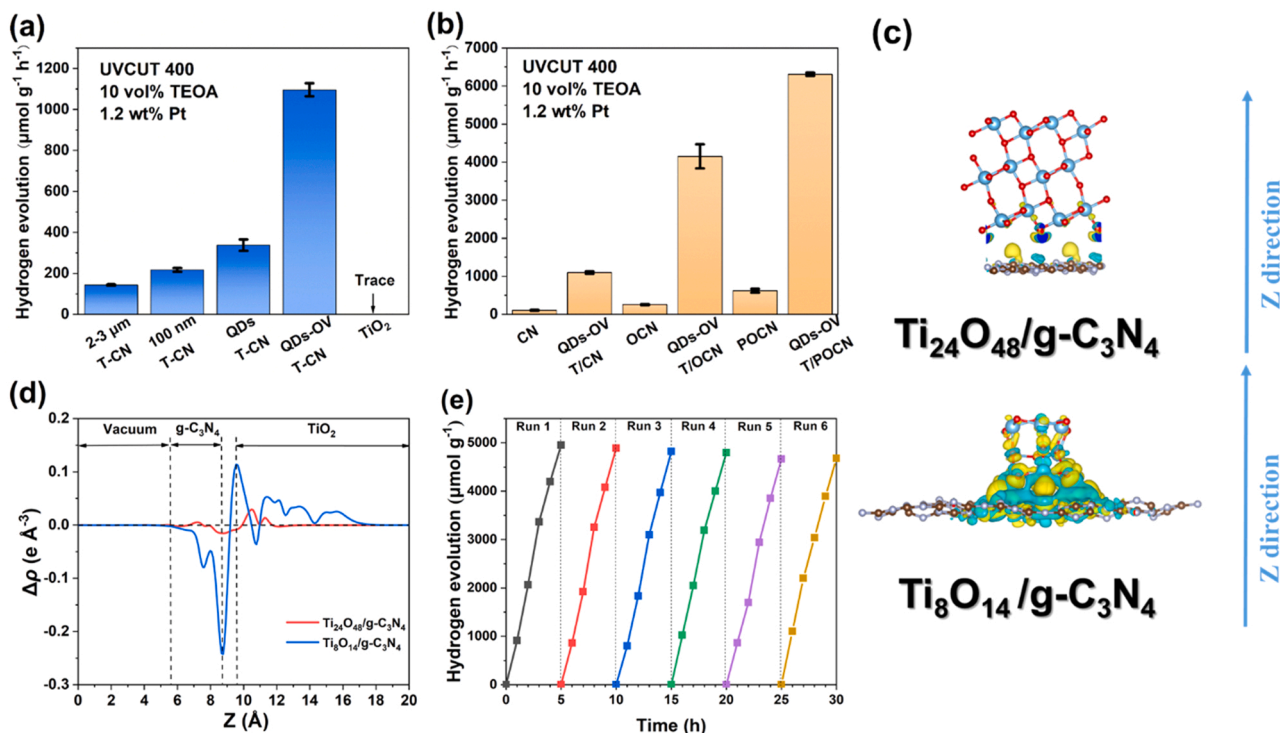 (a)
Hydrogen evolution (μmol g⁻¹ h⁻¹)
1200
1000
800
600
400
200
0
UVCUT 400
10 vol% TEOA
1.2 wt% Pt
Trace
2-3 μm
T-CN
100 nm
T-CN
QDs
T-CN
QDs-OV
T-CN
TiO₂
(b)
Hydrogen evolution (μmol g⁻¹ h⁻¹)
7000
6000
5000
4000
3000
2000
1000
0
UVCUT 400
10 vol% TEOA
1.2 wt% Pt
CN
QDs-OV
T/CN
OCN
QDs-OV
T/OCN
POCN
QDs-OV
T/POCN
(c)
Ti₂₄O₄₈/g-C₃N₄
Z direction
Ti₈O₁₄ /g-C₃N₄
Z direction
(d)
Δρ (e Å⁻³)
0.2
0.1
0.0
-0.1
-0.2
-0.3
Vacuum
g-C₃N₄
TiO₂
Ti₂₄O₄₈/g-C₃N₄
Ti₈O₁₄/g-C₃N₄
0 2 4 6 8 10 12 14 16 18 20
Z (Å)
(e)
Hydrogen evolution (μmol g⁻¹)
5000
4000
3000
2000
1000
0
Run 1 Run 2 Run 3 Run 4 Run 5 Run 6
0 5 10 15 20 25 30
Time (h)